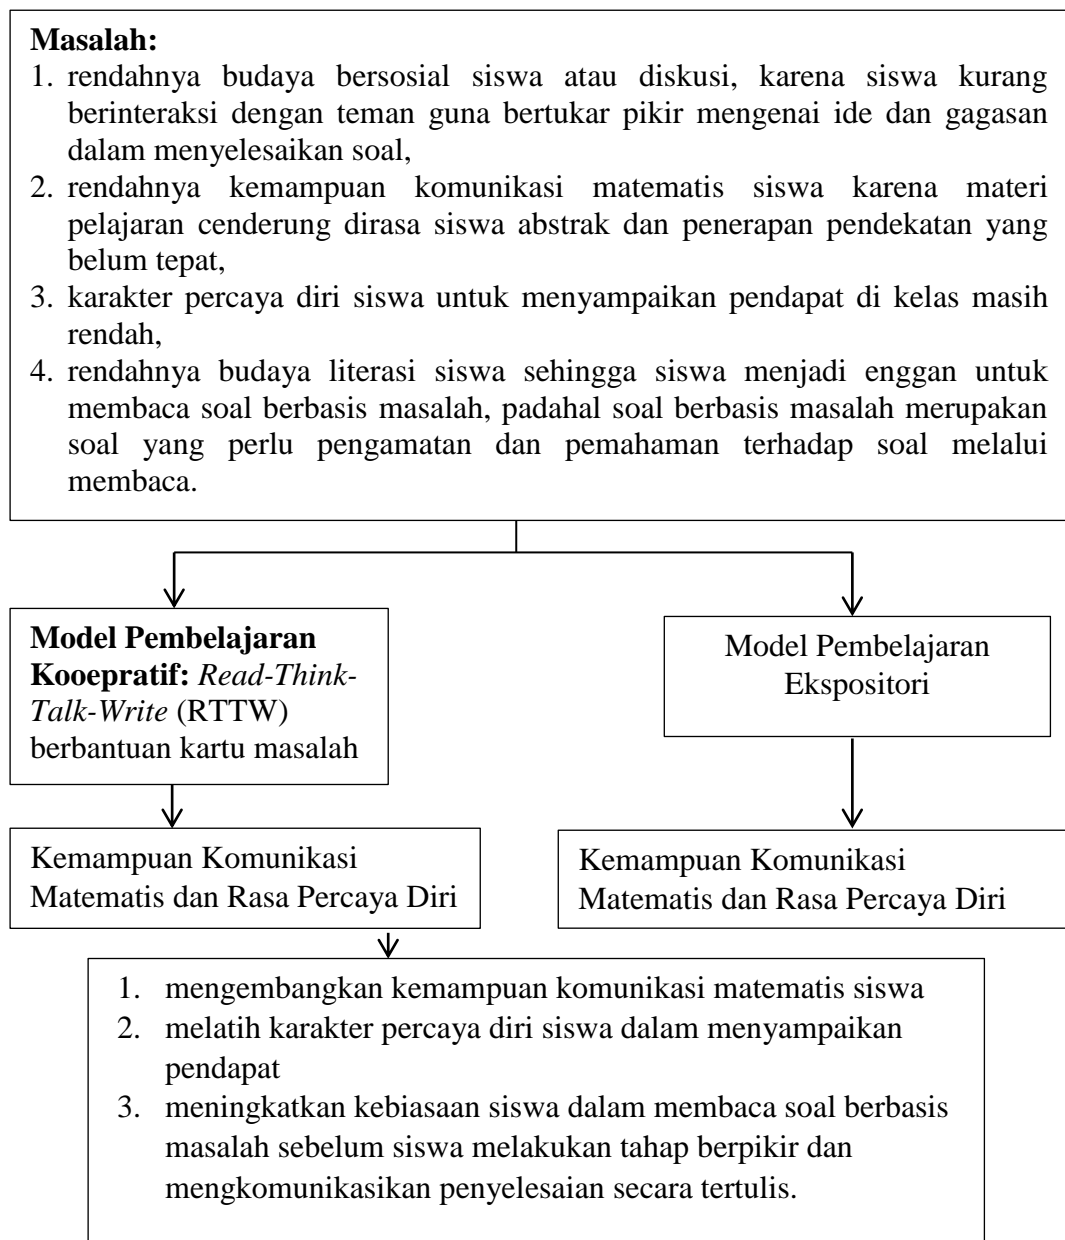 Masalah:
1. rendahnya budaya bersosial siswa atau diskusi, karena siswa kurang
berinteraksi dengan teman guna bertukar pikir mengenai ide dan gagasan
dalam menyelesaikan soal,
2. rendahnya kemampuan komunikasi matematis siswa karena materi
pelajaran cenderung dirasa siswa abstrak dan penerapan pendekatan yang
belum tepat,
3. karakter percaya diri siswa untuk menyampaikan pendapat di kelas masih
rendah,
4. rendahnya budaya literasi siswa sehingga siswa menjadi enggan untuk
membaca soal berbasis masalah, padahal soal berbasis masalah merupakan
soal yang perlu pengamatan dan pemahaman terhadap soal melalui
membaca.
Model Pembelajaran
Kooepratif: Read-Think-
Talk-Write (RTTW)
berbantuan kartu masalah
Model Pembelajaran
Ekspositori
Kemampuan Komunikasi
Matematis dan Rasa Percaya Diri
Kemampuan Komunikasi
Matematis dan Rasa Percaya Diri
1. mengembangkan kemampuan komunikasi matematis siswa
2. melatih karakter percaya diri siswa dalam menyampaikan
pendapat
3. meningkatkan kebiasaan siswa dalam membaca soal berbasis
masalah sebelum siswa melakukan tahap berpikir dan
mengkomunikasikan penyelesaian secara tertulis.